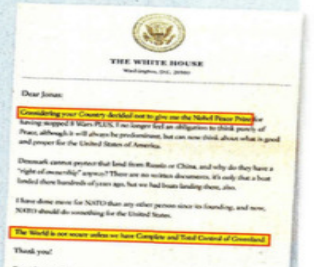 THE WHITE HOUSE
Washington, D.C. 20500
Dear Jonas:
Considering your Country decided not to give me the Nobel Peace Prize for
having stopped 8 Wars PLUS, I no longer feel an obligation to think purely of
Peace, although it will always be predominant, but can now think about what is good
and proper for the United States of America.
Denmark cannot protect that land from Russia or China, and why do they have a
"right of ownership" anyway? There are no written documents, it's only that a boat
landed there hundreds of years ago, but we had boats landing there, also.
I have done more for NATO than any other person since its founding, and now,
NATO should do something for the United States.
The World is not secure unless we have Complete and Total Control of Greenland.
Thank you!